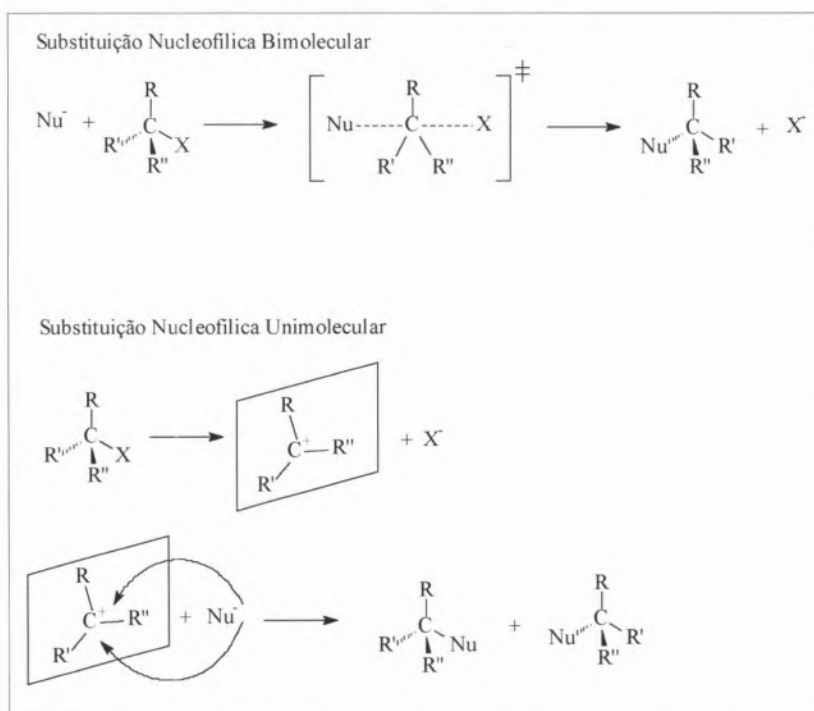 Substituição Nucleofílica Bimolecular
Nu⁻ + R R' C X R" → [ Nu-----C-----X R R' R" ]‡ → R Nu C R' R" + X⁻
Substituição Nucleofílica Unimolecular
R R' C X R" → R C⁺ R" R' + X⁻
R C⁺ R" R' + Nu⁻ → R R' C Nu R" + R Nu C R' R"